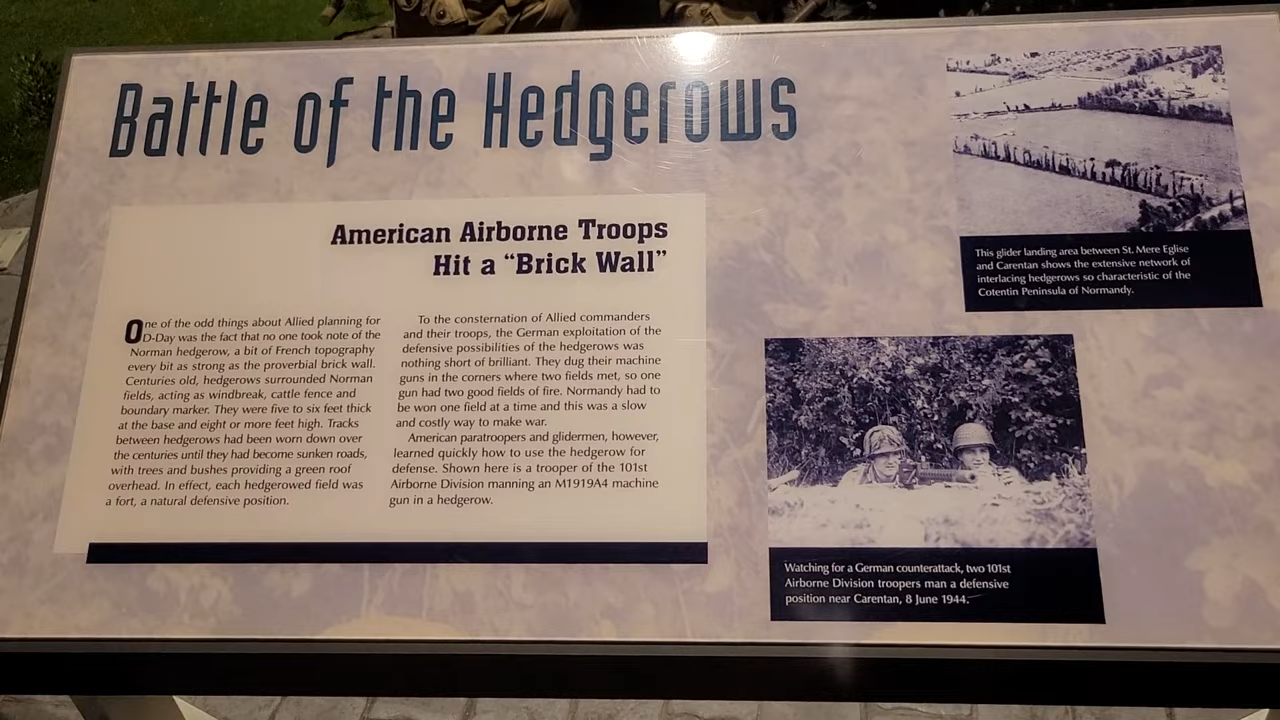 Battle of the Hedgerows
American Airborne Troops
Hit a “Brick Wall”
One of the odd things about Allied planning for
D-Day was the fact that no one took note of the
Norman hedgerow, a bit of French topography
every bit as strong as the proverbial brick wall.
Centuries old, hedgerows surrounded Norman
fields, acting as windbreak, cattle fence and
boundary marker. They were five to six feet thick
at the base and eight or more feet high. Tracks
between hedgerows had been worn down over
the centuries until they had become sunken roads,
with trees and bushes providing a green roof
overhead. In effect, each hedgerowed field was
a fort, a natural defensive position.
To the consternation of Allied commanders
and their troops, the German exploitation of the
defensive possibilities of the hedgerows was
nothing short of brilliant. They dug their machine
guns in the corners where two fields met, so one
gun had two good fields of fire. Normandy had to
be won one field at a time and this was a slow
and costly way to make war.
American paratroopers and glidermen, however,
learned quickly how to use the hedgerow for
defense. Shown here is a trooper of the 101st
Airborne Division manning an M1919A4 machine
gun in a hedgerow.
This glider landing area between St. Mere Eglise
and Carentan shows the extensive network of
interlacing hedgerows so characteristic of the
Cotentin Peninsula of Normandy.
Watching for a German counterattack, two 101st
Airborne Division troopers man a defensive
position near Carentan, 8 June 1944.